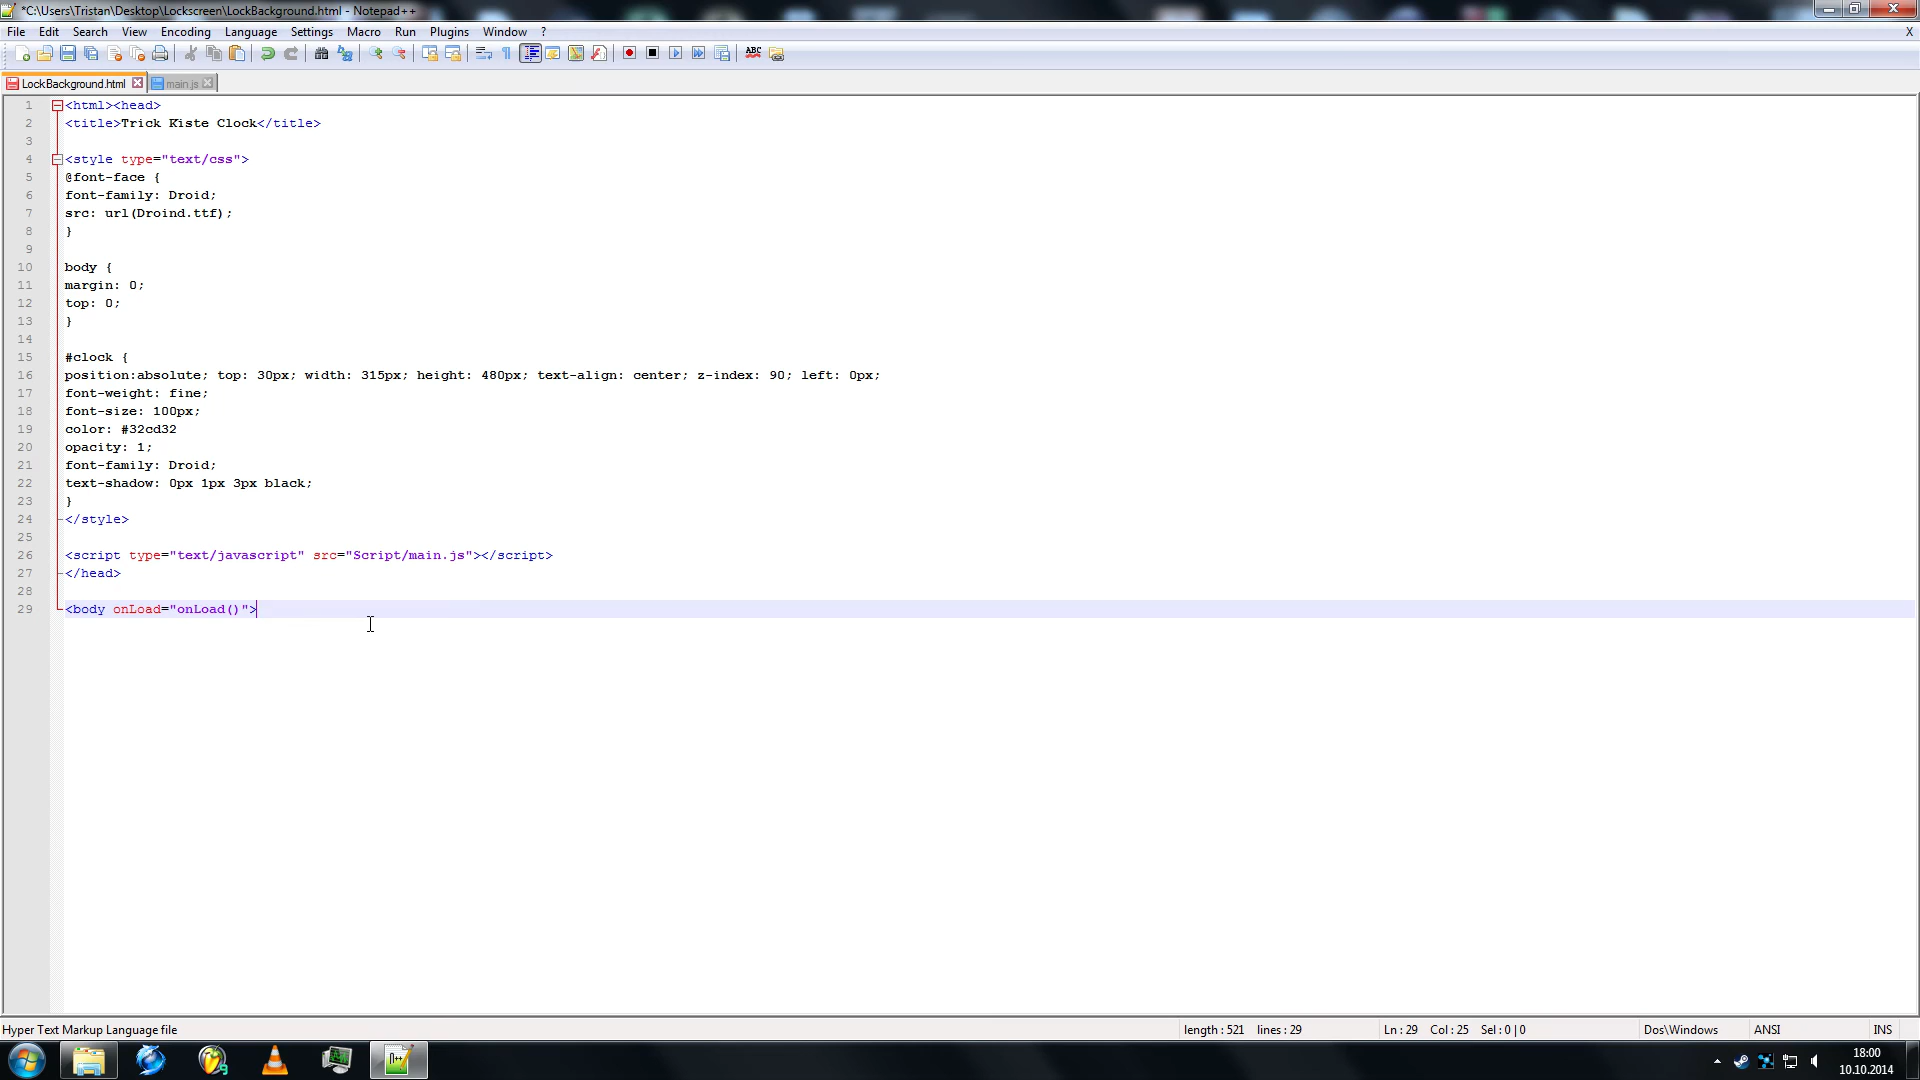 *C:\Users\Tristan\Desktop\Lockscreen\LockBackground.html - Notepad++
File Edit Search View Encoding Language Settings Macro Run Plugins Window ? X
ABC
LockBackground.html main.js
1 <html><head>
2 <title>Trick Kiste Clock</title>
3
4 <style type="text/css">
5 @font-face {
6 font-family: Droid;
7 src: url(Droind.ttf);
8 }
9
10 body {
11 margin: 0;
12 top: 0;
13 }
14
15 #clock {
16 position:absolute; top: 30px; width: 315px; height: 480px; text-align: center; z-index: 90; left: 0px;
17 font-weight: fine;
18 font-size: 100px;
19 color: #32cd32
20 opacity: 1;
21 font-family: Droid;
22 text-shadow: 0px 1px 3px black;
23 }
24 </style>
25
26 <script type="text/javascript" src="Script/main.js"></script>
27 </head>
28
29 <body onLoad="onLoad()">
Hyper Text Markup Language file length : 521 lines : 29 Ln : 29 Col : 25 Sel : 0 | 0 Dos\Windows ANSI INS
18:00
10.10.2014